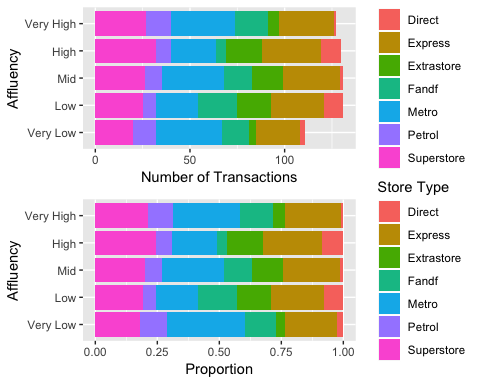 Affluency
Very High
High
Mid
Low
Very Low
0
50
100
Number of Transactions
Direct
Express
Extrastore
Fandf
Metro
Petrol
Superstore
Affluency
Very High
High
Mid
Low
Very Low
0.00
0.25
0.50
0.75
1.00
Proportion
Store Type
Direct
Express
Extrastore
Fandf
Metro
Petrol
Superstore